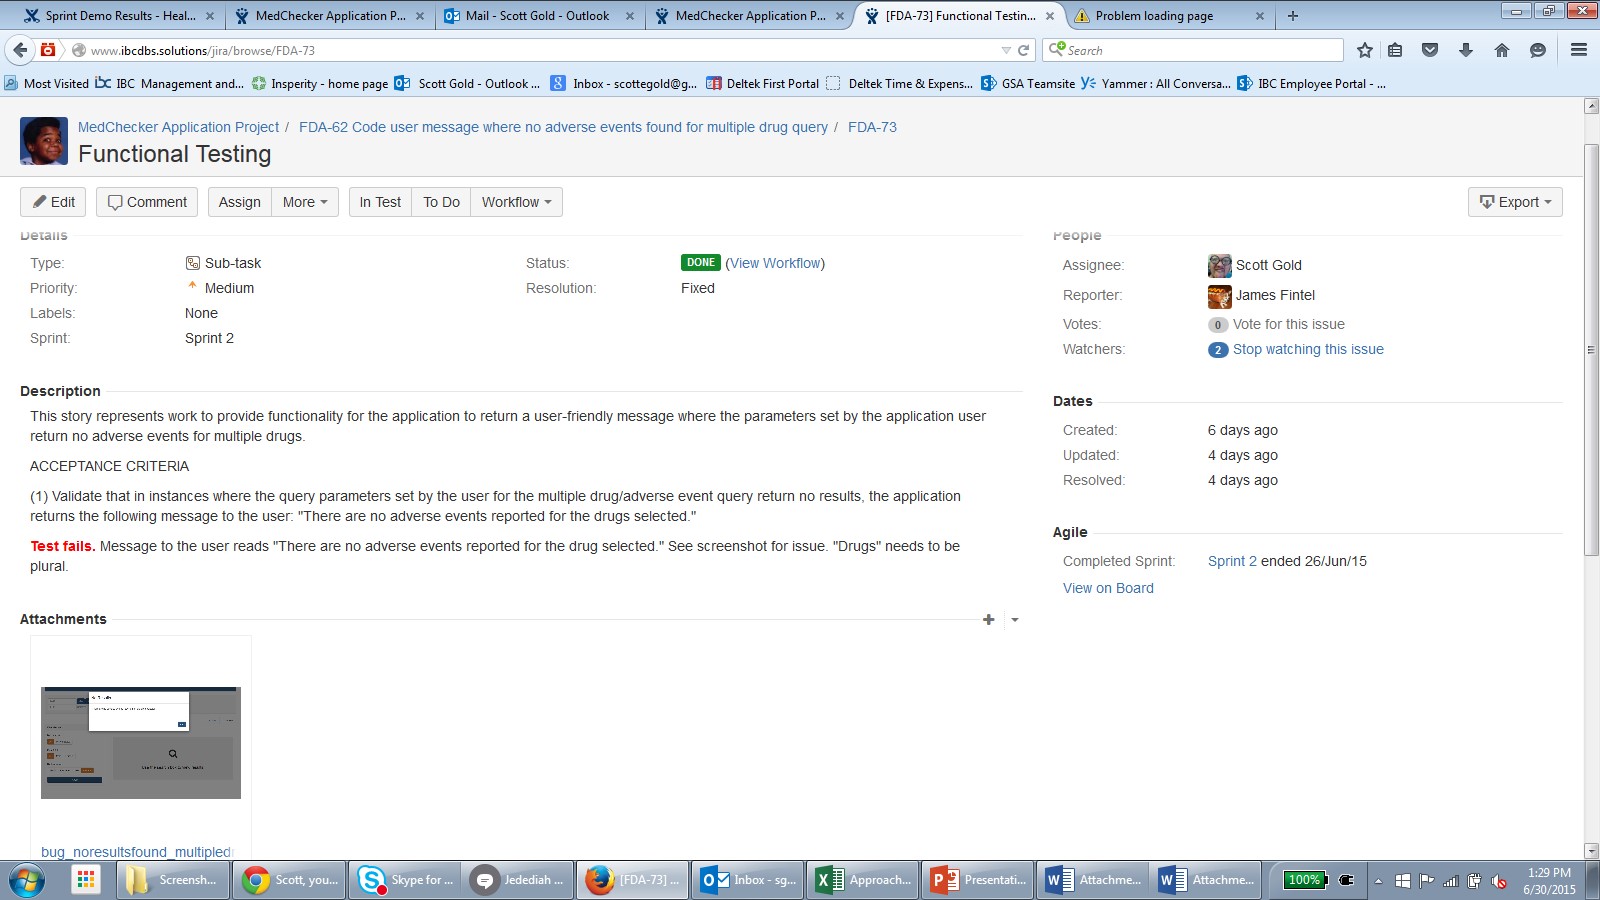 Sprint Demo Results - Heal...
MedChecker Application P...
Mail - Scott Gold - Outlook
MedChecker Application P...
[FDA-73] Functional Testin...
Problem loading page
www.ibcdbs.solutions/jira/browse/FDA-73
Search
Most Visited
IBC Management and...
Insperity - home page
Scott Gold - Outlook ...
Inbox - scottegold@g...
Deltek First Portal
Deltek Time & Expens...
GSA Teamsite
Yammer : All Conversa...
IBC Employee Portal - ...
MedChecker Application Project / FDA-62 Code user message where no adverse events found for multiple drug query / FDA-73
Functional Testing
Edit
Comment
Assign
More
In Test
To Do
Workflow
Export
Details
Type: Sub-task
Priority: Medium
Labels: None
Sprint: Sprint 2
Status: DONE (View Workflow)
Resolution: Fixed
Description
This story represents work to provide functionality for the application to return a user-friendly message where the parameters set by the application user
return no adverse events for multiple drugs.
ACCEPTANCE CRITERIA
(1) Validate that in instances where the query parameters set by the user for the multiple drug/adverse event query return no results, the application
returns the following message to the user: "There are no adverse events reported for the drugs selected."
Test fails. Message to the user reads "There are no adverse events reported for the drug selected." See screenshot for issue. "Drugs" needs to be
plural.
Attachments
bug_noresultsfound_multipled
People
Assignee: Scott Gold
Reporter: James Fintel
Votes: 0 Vote for this issue
Watchers: 2 Stop watching this issue
Dates
Created: 6 days ago
Updated: 4 days ago
Resolved: 4 days ago
Agile
Completed Sprint: Sprint 2 ended 26/Jun/15
View on Board
Screensh...
Scott, you...
Skype for ...
Jedediah ...
[FDA-73] ...
Inbox - sg...
Approach...
Presentati...
Attachme...
Attachme...
100%
1:29 PM
6/30/2015